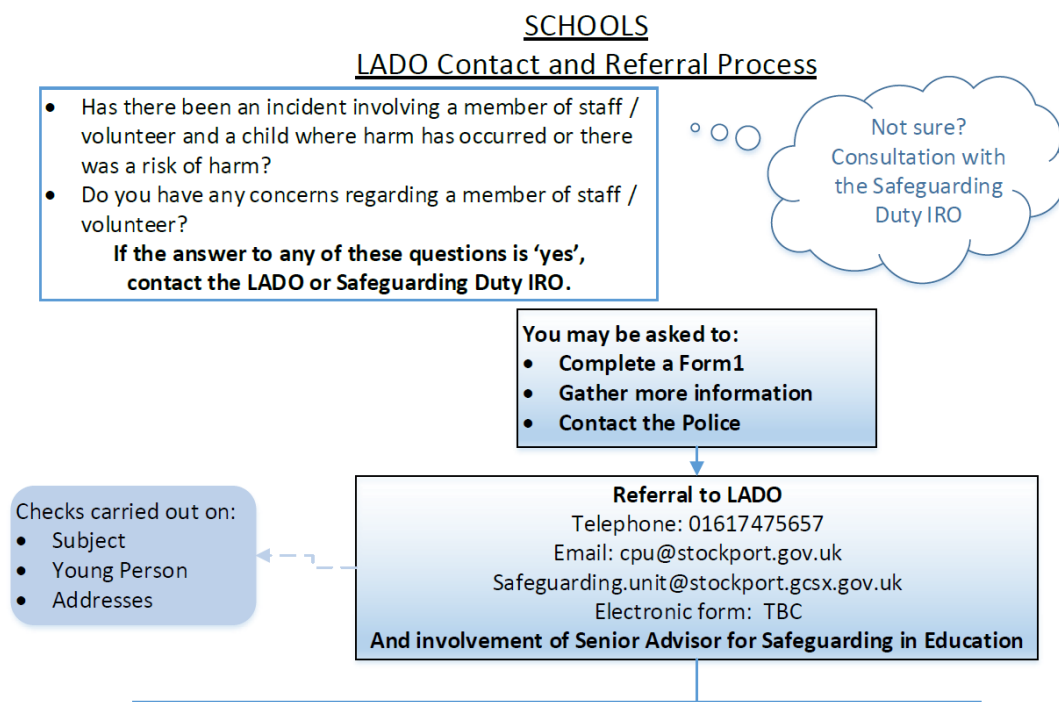 SCHOOLS
LADO Contact and Referral Process
• Has there been an incident involving a member of staff /
volunteer and a child where harm has occurred or there
was a risk of harm?
• Do you have any concerns regarding a member of staff /
volunteer?
If the answer to any of these questions is ‘yes’,
contact the LADO or Safeguarding Duty IRO.
Not sure?
Consultation with
the Safeguarding
Duty IRO
You may be asked to:
• Complete a Form1
• Gather more information
• Contact the Police
Referral to LADO
Telephone: 01617475657
Email: cpu@stockport.gov.uk
Safeguarding.unit@stockport.gcsx.gov.uk
Electronic form: TBC
And involvement of Senior Advisor for Safeguarding in Education
Checks carried out on:
• Subject
• Young Person
• Addresses